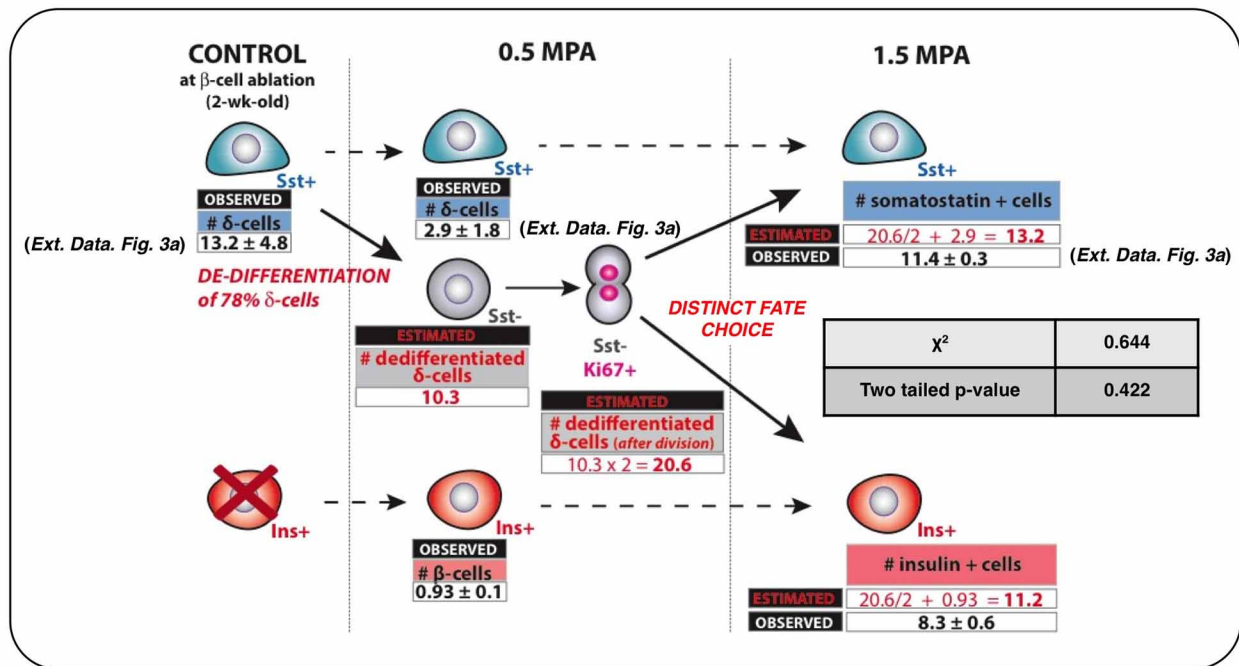 CONTROL
at β-cell ablation
(2-wk-old)
0.5 MPA
1.5 MPA
Sst+
OBSERVED
# δ-cells
13.2 ± 4.8
(Ext. Data. Fig. 3a)
DE-DIFFERENTIATION
of 78% δ-cells
Sst+
OBSERVED
# δ-cells
2.9 ± 1.8
(Ext. Data. Fig. 3a)
Sst-
ESTIMATED
# dedifferentiated
δ-cells
10.3
Sst-
Ki67+
ESTIMATED
# dedifferentiated
δ-cells (after division)
10.3 x 2 = 20.6
DISTINCT FATE
CHOICE
Sst+
# somatostatin + cells
ESTIMATED 20.6/2 + 2.9 = 13.2
OBSERVED 11.4 ± 0.3
(Ext. Data. Fig. 3a)
χ² 0.644
Two tailed p-value 0.422
Ins+
Ins+
OBSERVED
# β-cells
0.93 ± 0.1
Ins+
# insulin + cells
ESTIMATED 20.6/2 + 0.93 = 11.2
OBSERVED 8.3 ± 0.6